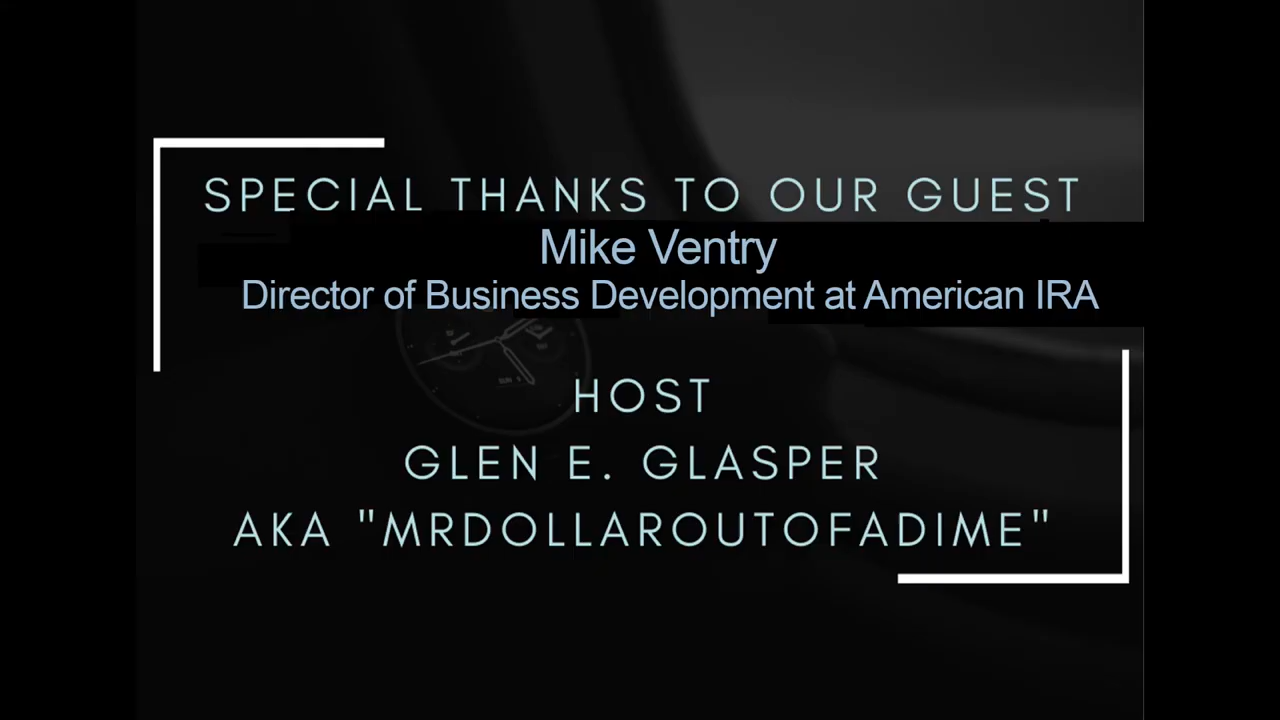 SPECIAL THANKS TO OUR GUEST
Mike Ventry
Director of Business Development at American IRA
HOST
GLEN E. GLASPER
AKA "MRDOLLAROUTOFADIME"